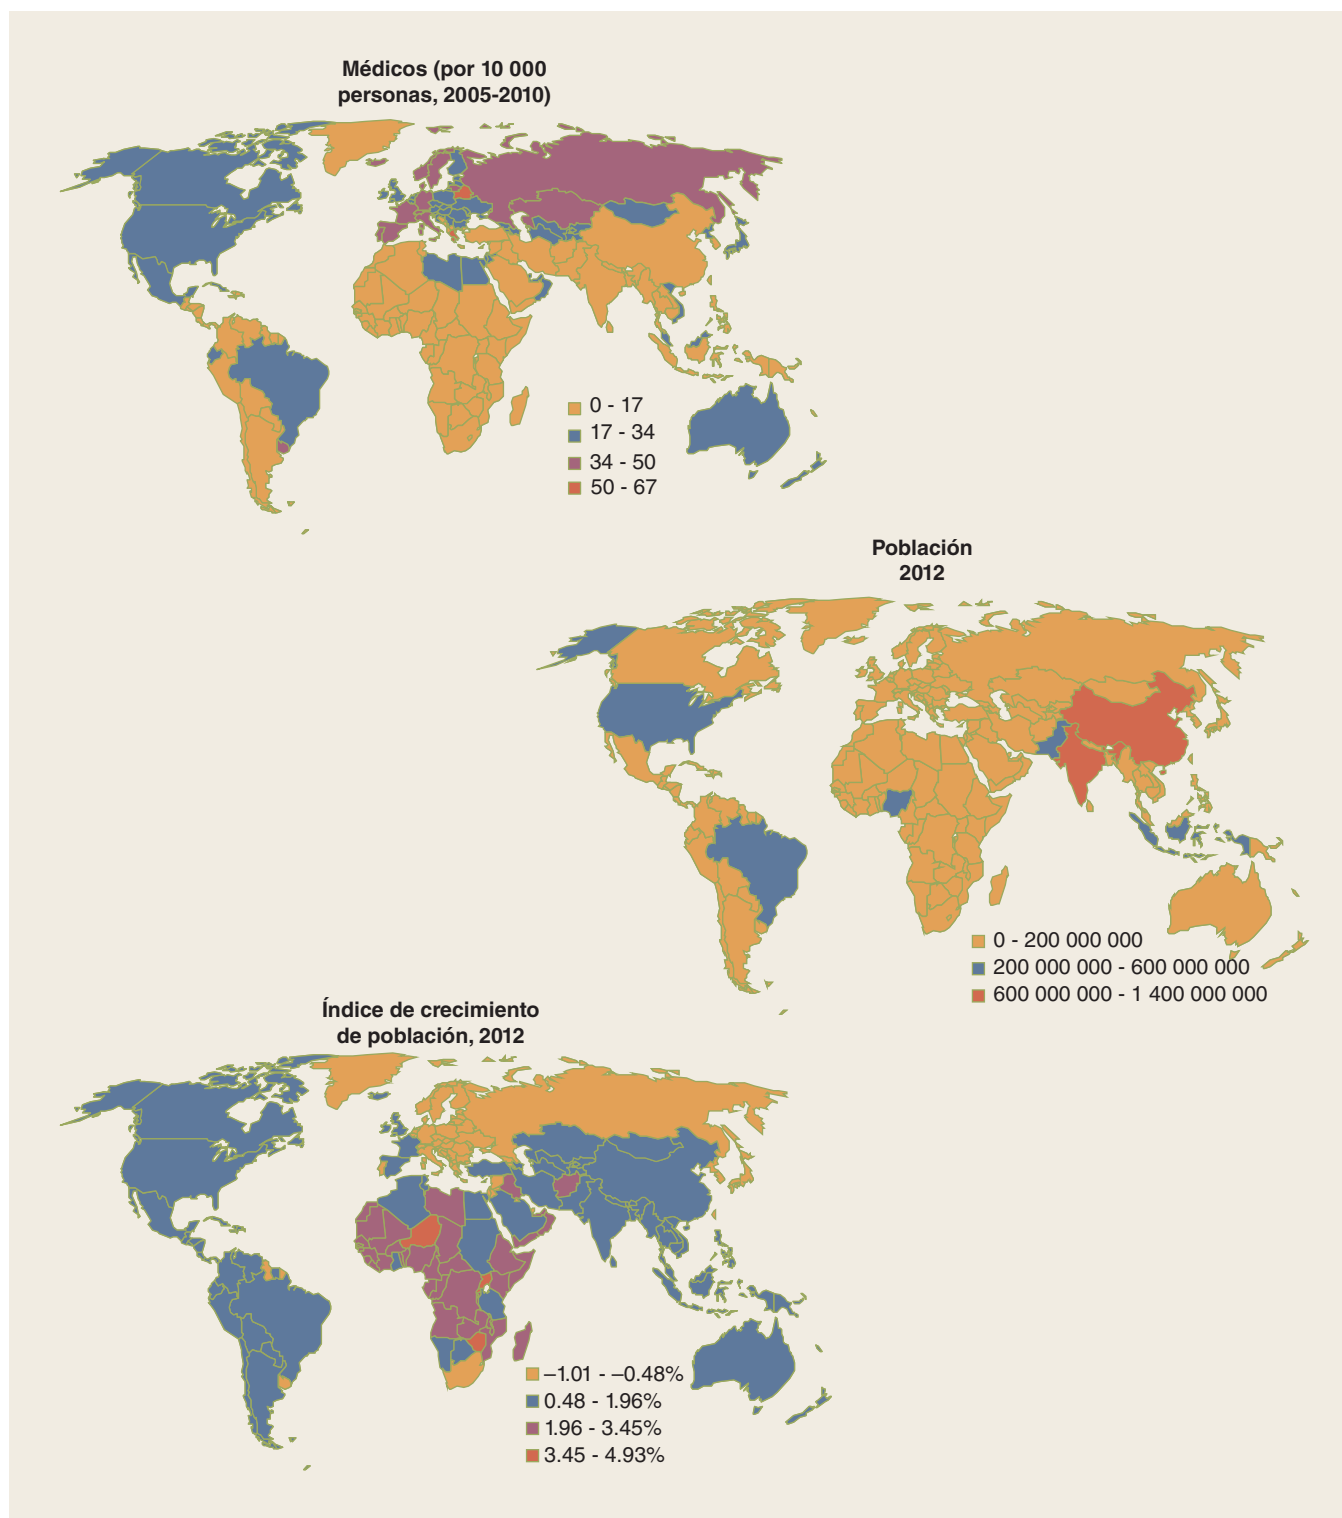 Médicos (por 10 000
personas, 2005-2010)
0 - 17
17 - 34
34 - 50
50 - 67
Población
2012
0 - 200 000 000
200 000 000 - 600 000 000
600 000 000 - 1 400 000 000
Índice de crecimiento
de población, 2012
–1.01 - –0.48%
0.48 - 1.96%
1.96 - 3.45%
3.45 - 4.93%